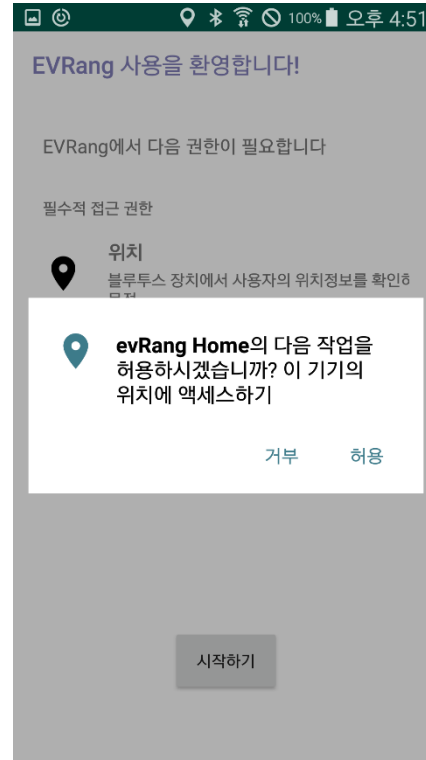 100% 오후 4:51
EVRang 사용을 환영합니다!
EVRang에서 다음 권한이 필요합니다
필수적 접근 권한
위치
블루투스 장치에서 사용자의 위치정보를 확인하
evRang Home의 다음 작업을
허용하시겠습니까? 이 기기의
위치에 액세스하기
거부 허용
시작하기